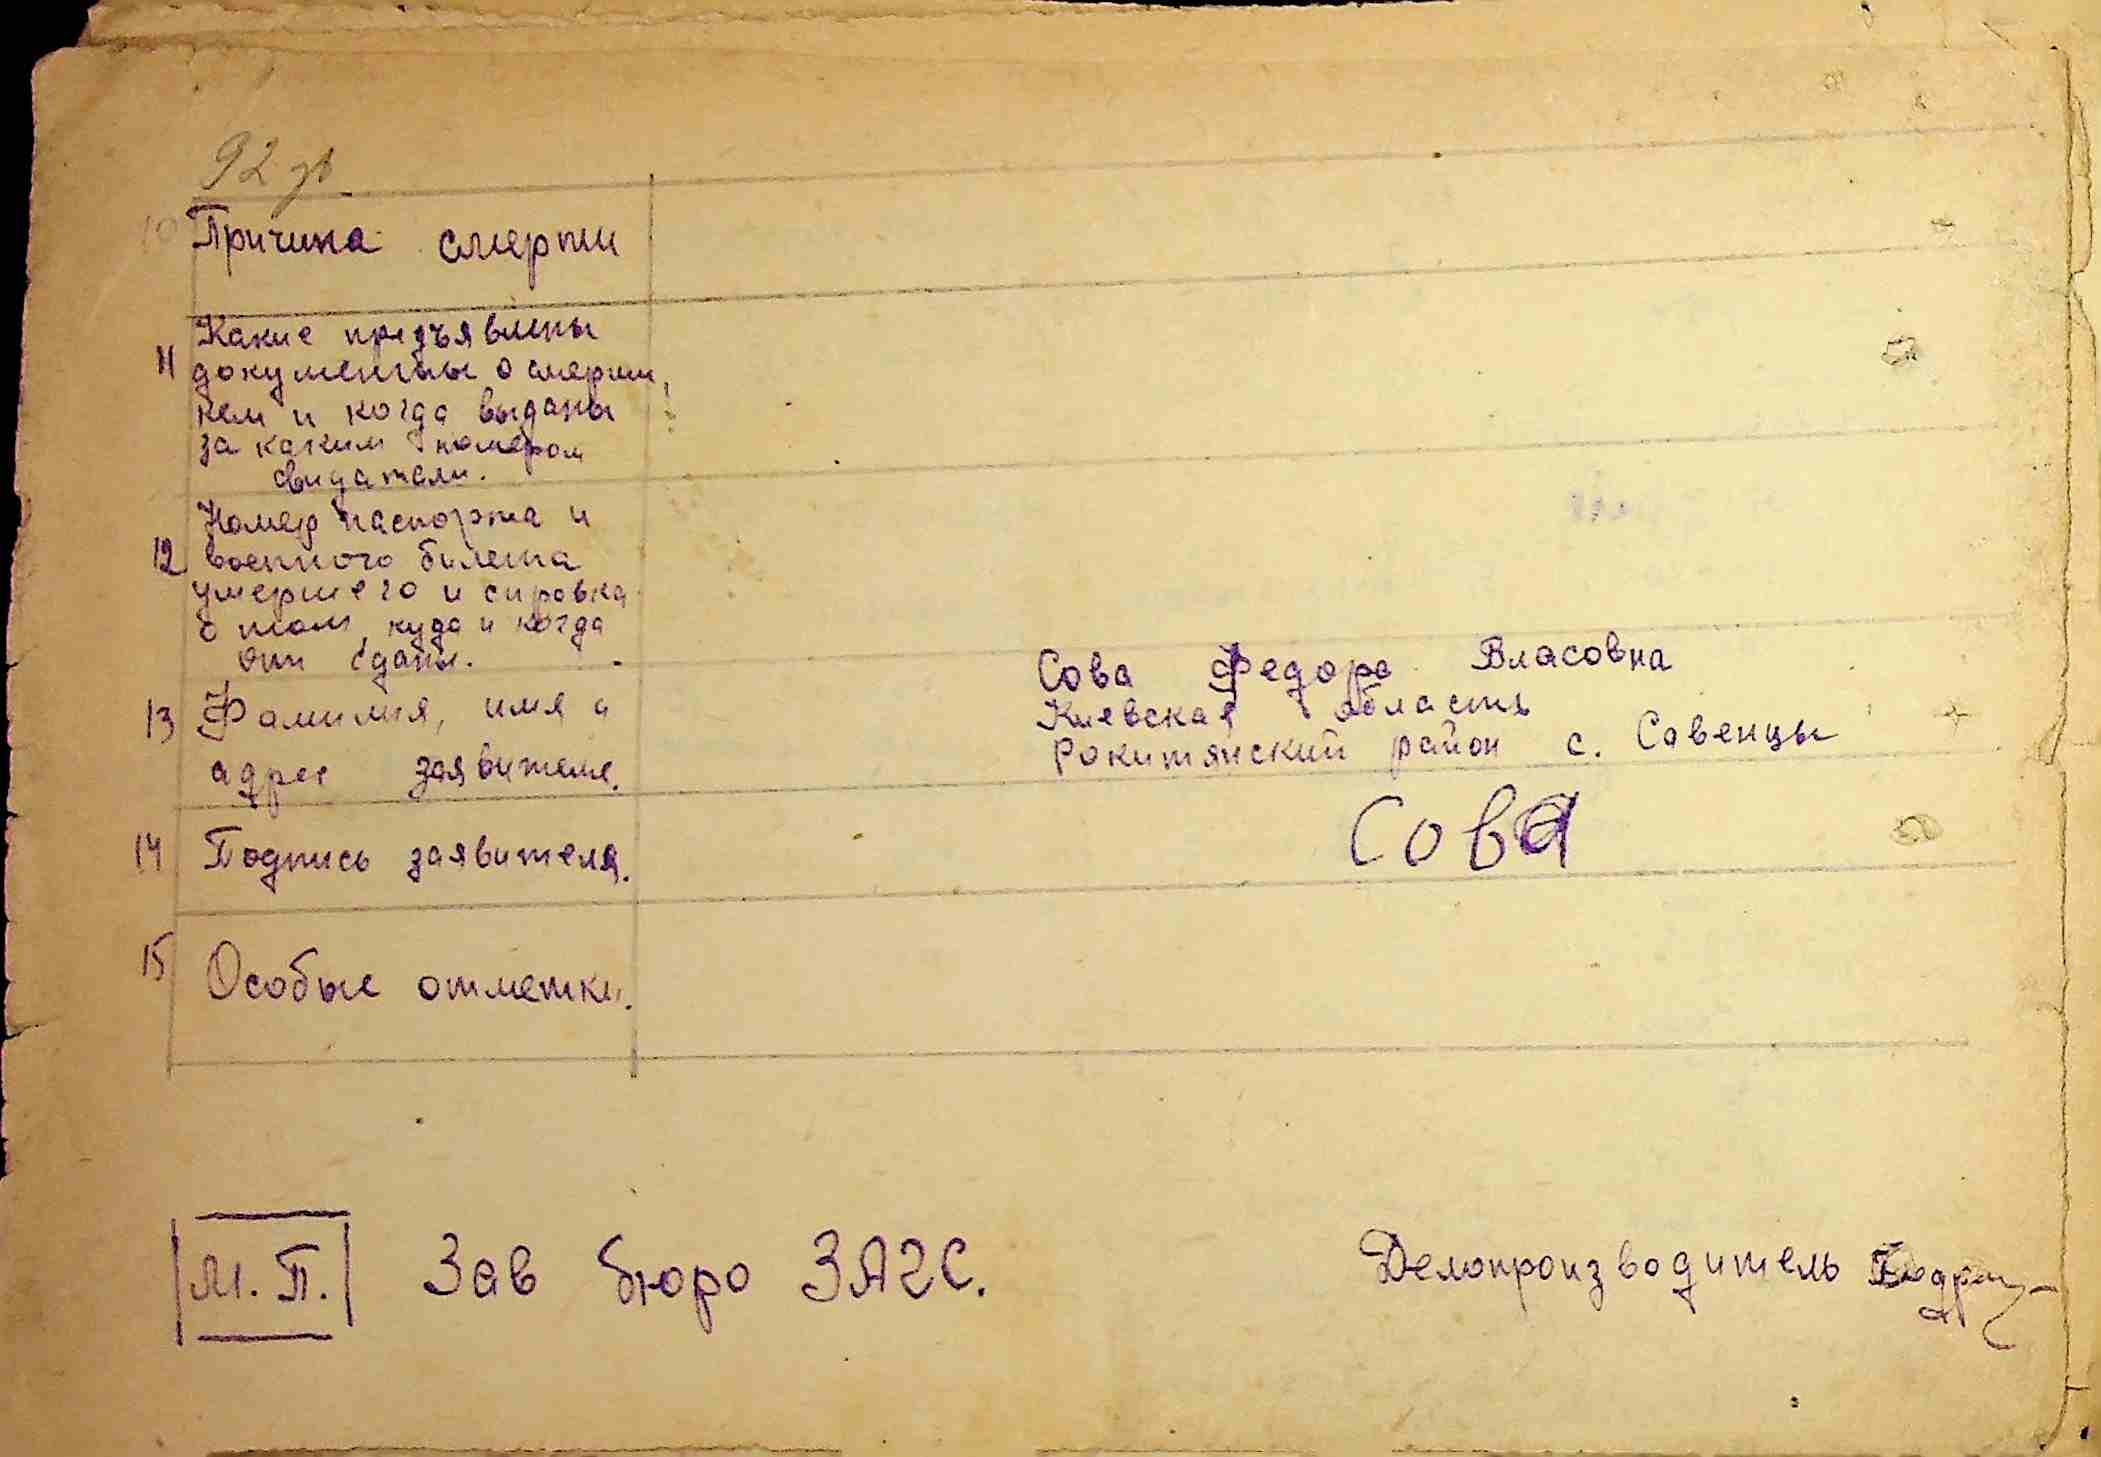 92 зв.
10 Причина смерти
Какие предъявлены
11 документы о смерти,
кем и когда выданы
за каким номером
свидатели.
Номер паспорта и
12 военного билета
умершего и справка
о том, куда и когда
они сданы.
Сова Федора Власовна
13 Фамилия, имя и Киевская область
адрес заявителя. Рокитянский район с. Савенцы
14 Подпись заявителя. Сова
15 Особые отметки.
М. П. Зав бюро ЗАГС. Делопроизводитель